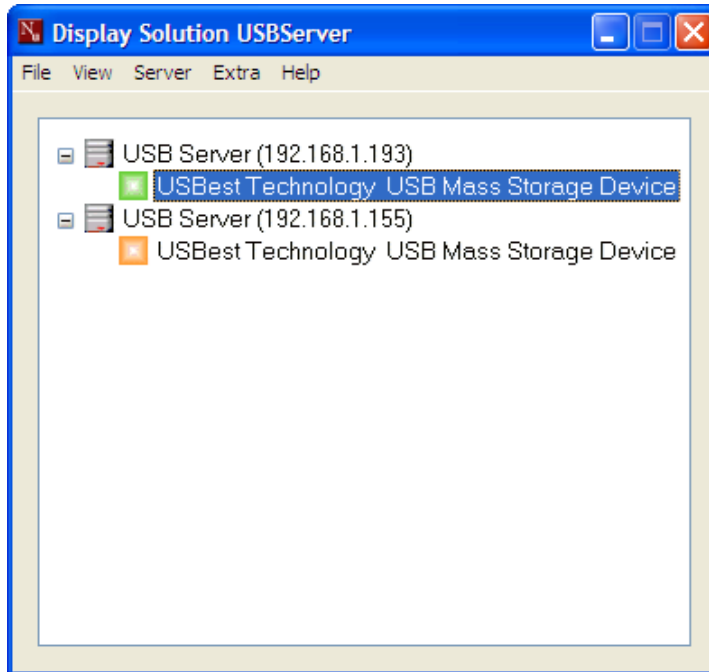 Display Solution USBServer
File View Server Extra Help
USB Server (192.168.1.193)
USBest Technology USB Mass Storage Device
USB Server (192.168.1.155)
USBest Technology USB Mass Storage Device